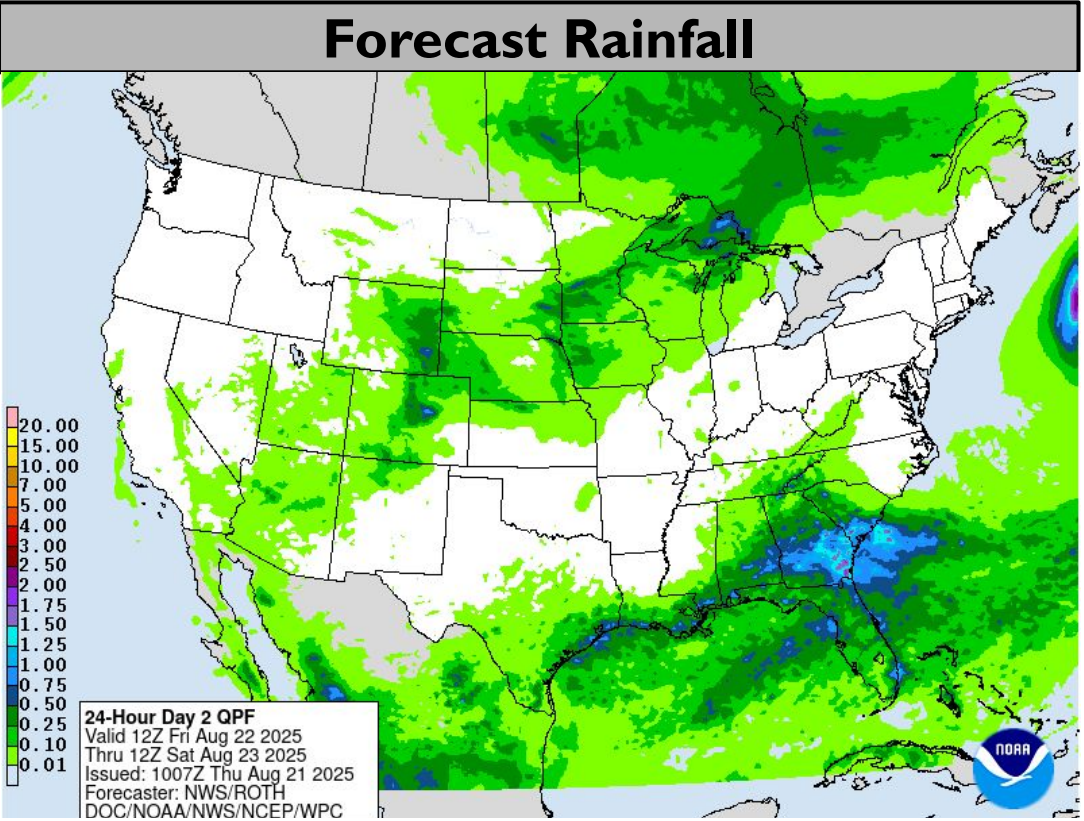 Forecast Rainfall
20.00
15.00
10.00
7.00
5.00
4.00
3.00
2.50
2.00
1.75
1.50
1.25
1.00
0.75
0.50
0.25
0.10
0.01
24-Hour Day 2 QPF
Valid 12Z Fri Aug 22 2025
Thru 12Z Sat Aug 23 2025
Issued: 1007Z Thu Aug 21 2025
Forecaster: NWS/ROTH
DOC/NOAA/NWS/NCEP/WPC
NOAA